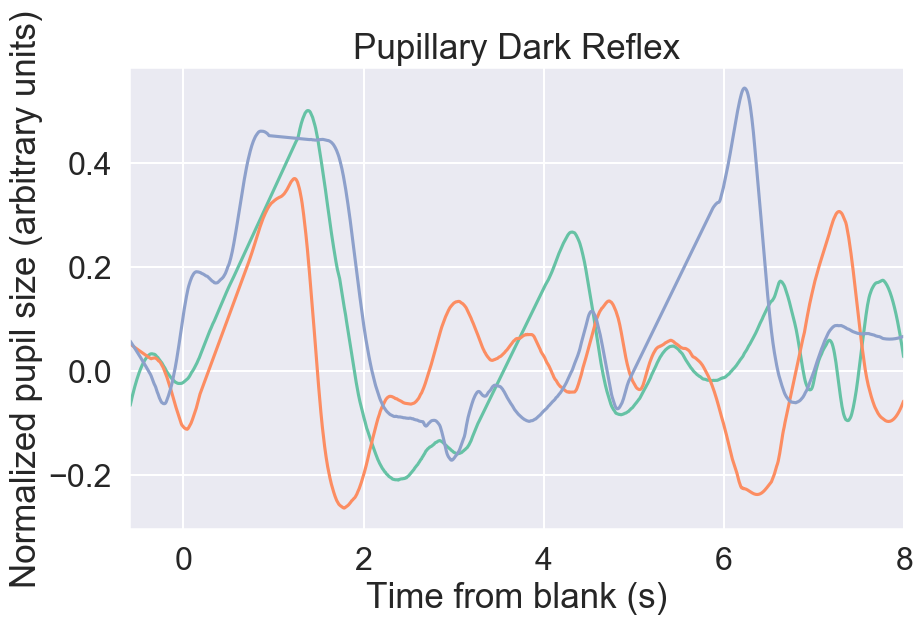 Pupillary Dark Reflex
Normalized pupil size (arbitrary units)
0.4
0.2
0.0
−0.2
0 2 4 6 8
Time from blank (s)